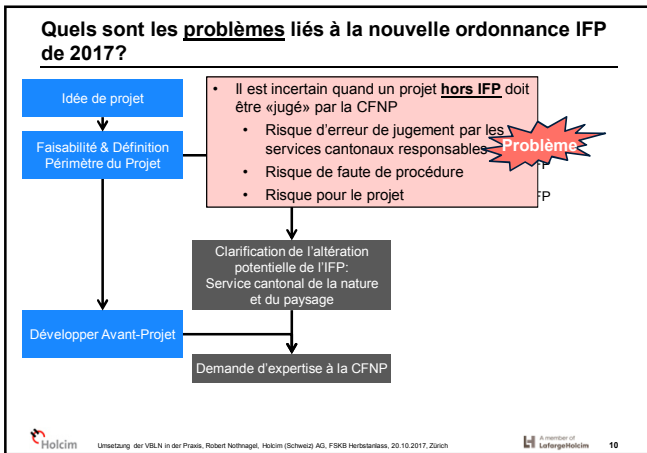 Quels sont les problèmes liés à la nouvelle ordonnance IFP
de 2017?
Idée de projet
Faisabilité & Définition
Périmètre du Projet
• Il est incertain quand un projet hors IFP doit
être «jugé» par la CFNP
• Risque d'erreur de jugement par les
services cantonaux responsables
• Risque de faute de procédure
• Risque pour le projet
Problème
FP
FP
Clarification de l'altération
potentielle de l'IFP:
Service cantonal de la nature
et du paysage
Développer Avant-Projet
Demande d'expertise à la CFNP
Holcim
Umsetzung der VBLN in der Praxis, Robert Nothnagel, Holcim (Schweiz) AG, FSKB Herbstanlass, 20.10.2017, Zürich
A member of
LafargeHolcim
10